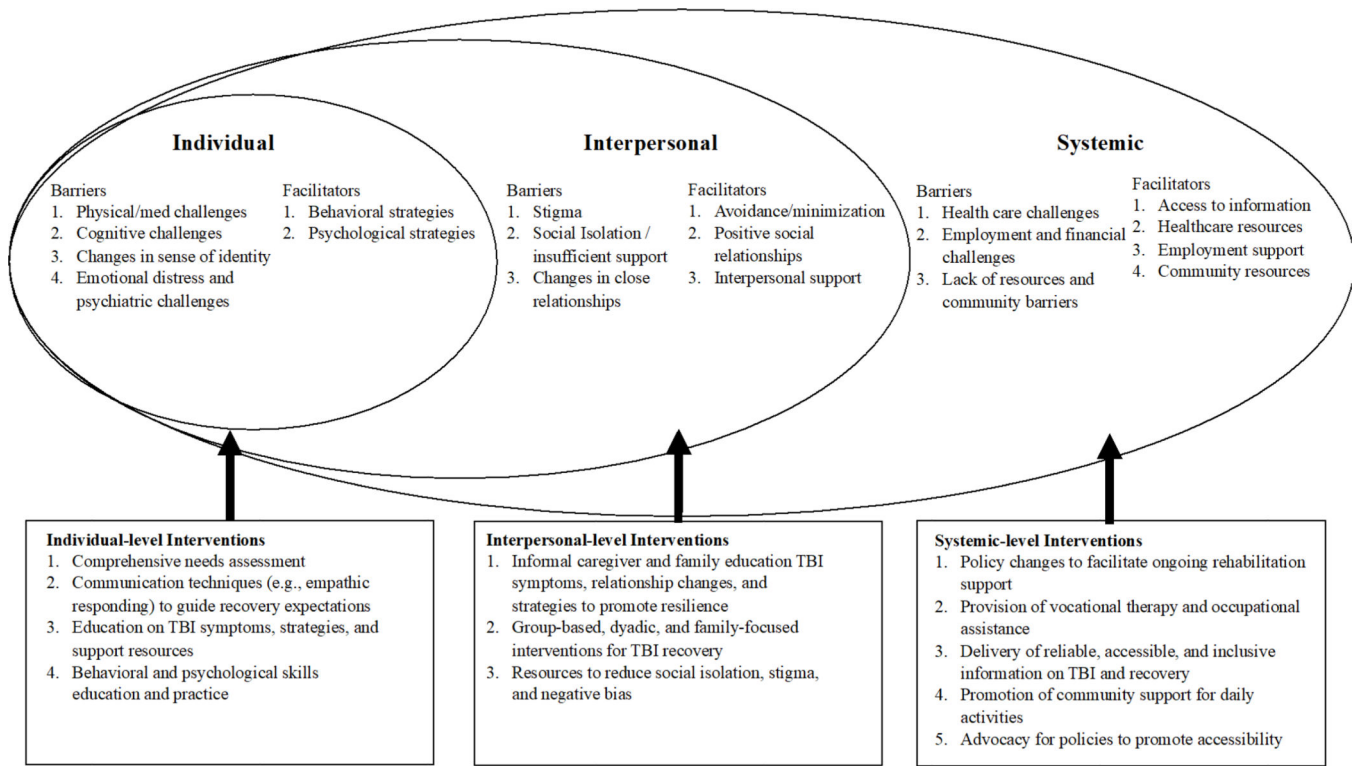 Individual
Barriers
1. Physical/med challenges
2. Cognitive challenges
3. Changes in sense of identity
4. Emotional distress and
psychiatric challenges
Facilitators
1. Behavioral strategies
2. Psychological strategies
Interpersonal
Barriers
1. Stigma
2. Social Isolation /
insufficient support
3. Changes in close
relationships
Facilitators
1. Avoidance/minimization
2. Positive social
relationships
3. Interpersonal support
Systemic
Barriers
1. Health care challenges
2. Employment and financial
challenges
3. Lack of resources and
community barriers
Facilitators
1. Access to information
2. Healthcare resources
3. Employment support
4. Community resources
Individual-level Interventions
1. Comprehensive needs assessment
2. Communication techniques (e.g., empathic
responding) to guide recovery expectations
3. Education on TBI symptoms, strategies, and
support resources
4. Behavioral and psychological skills
education and practice
Interpersonal-level Interventions
1. Informal caregiver and family education TBI
symptoms, relationship changes, and
strategies to promote resilience
2. Group-based, dyadic, and family-focused
interventions for TBI recovery
3. Resources to reduce social isolation, stigma,
and negative bias
Systemic-level Interventions
1. Policy changes to facilitate ongoing rehabilitation
support
2. Provision of vocational therapy and occupational
assistance
3. Delivery of reliable, accessible, and inclusive
information on TBI and recovery
4. Promotion of community support for daily
activities
5. Advocacy for policies to promote accessibility